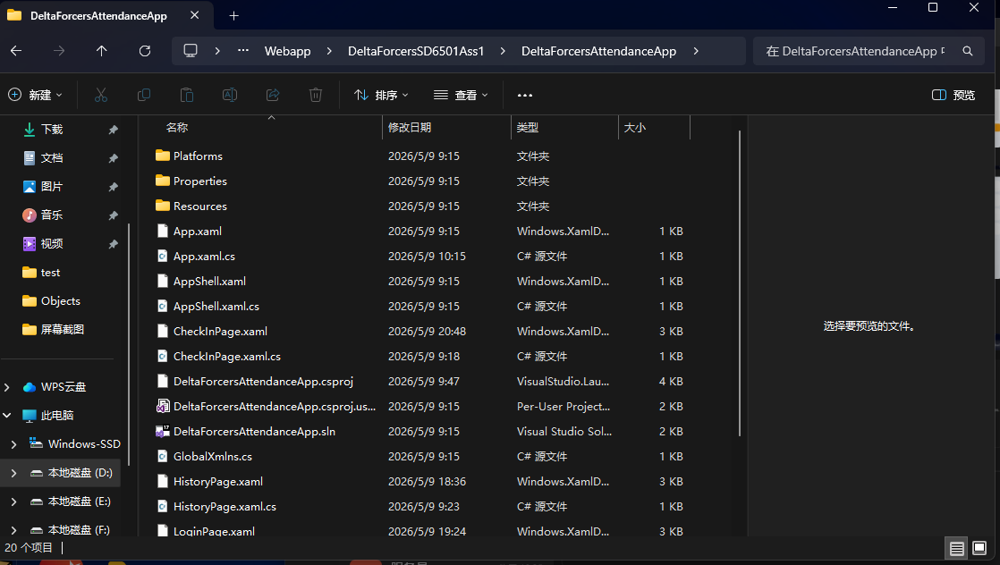 DeltaForcersAttendanceApp
Webapp > DeltaForcersSD6501Ass1 > DeltaForcersAttendanceApp >
在 DeltaForcersAttendanceApp 中
新建 排序 查看 预览
名称 修改日期 类型 大小
下载
文档
图片
音乐
视频
test
Objects
屏幕截图
WPS云盘
此电脑
Windows-SSD
本地磁盘 (D:)
本地磁盘 (E:)
本地磁盘 (F:)
Platforms 2026/5/9 9:15 文件夹
Properties 2026/5/9 9:15 文件夹
Resources 2026/5/9 9:15 文件夹
App.xaml 2026/5/9 9:15 Windows.XamlD... 1 KB
App.xaml.cs 2026/5/9 10:15 C# 源文件 1 KB
AppShell.xaml 2026/5/9 9:15 Windows.XamlD... 1 KB
AppShell.xaml.cs 2026/5/9 9:15 C# 源文件 1 KB
CheckInPage.xaml 2026/5/9 20:48 Windows.XamlD... 3 KB
CheckInPage.xaml.cs 2026/5/9 9:18 C# 源文件 1 KB
DeltaForcersAttendanceApp.csproj 2026/5/9 9:47 VisualStudio.Lau... 4 KB
DeltaForcersAttendanceApp.csproj.us... 2026/5/9 9:15 Per-User Project... 2 KB
DeltaForcersAttendanceApp.sln 2026/5/9 9:15 Visual Studio Sol... 2 KB
GlobalXmlns.cs 2026/5/9 9:15 C# 源文件 1 KB
HistoryPage.xaml 2026/5/9 18:36 Windows.XamlD... 3 KB
HistoryPage.xaml.cs 2026/5/9 9:23 C# 源文件 1 KB
LoginPage.xaml 2026/5/9 19:24 Windows.XamlD... 3 KB
选择要预览的文件。
20 个项目